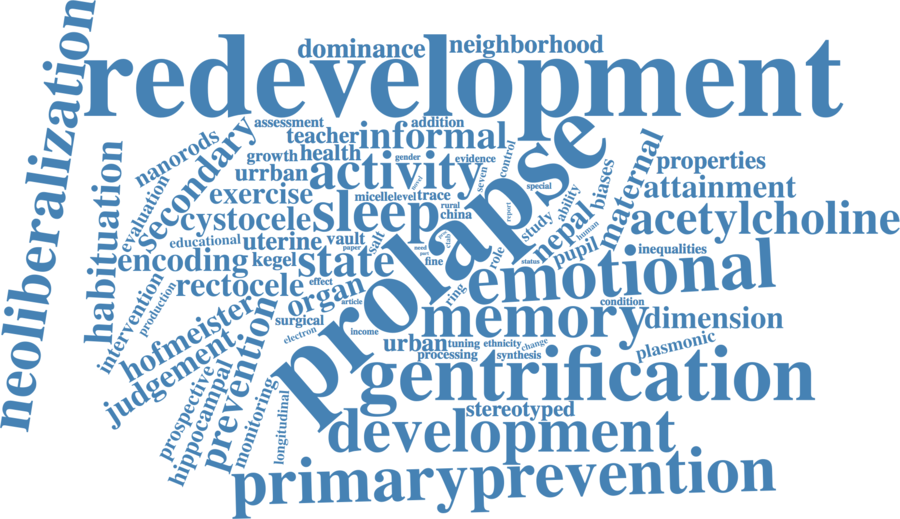 redevelopment
dominance
neighborhood
neoliberalization
prolapse
assessment
addition
teacher
informal
nanorods
secondary
growth
health
gender
evidence
control
urrban
activity
seven
special
maternal
properties
habituation
evaluation
exercise
micelle
level
trace
rural
report
ability
biases
attainment
cystocele
sleep
china
study
nepal
human
acetylcholine
educational
uterine
vault
paper
salt
ctab
need
part
role
pupil
inequalities
encoding
kegel
state
fine
status
emotional
intervention
production
rectocele
effect
organ
article
ring
condition
hofmeister
surgical
electron
income
memory
dimension
judgement
prevention
urban
tuning
ethnicity
change
processing
synthesis
plasmonic
prospective
hippocampal
monitoring
longitudinal
gentrification
stereotyped
development
primaryprevention